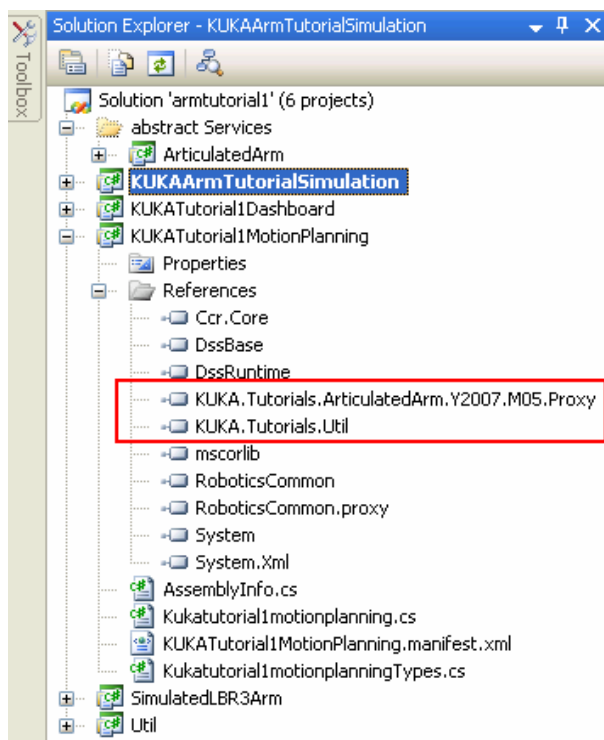 Solution Explorer - KUKAArmTutorialSimulation
Toolbox
Solution 'armtutorial1' (6 projects)
abstract Services
ArticulatedArm
KUKAArmTutorialSimulation
KUKATutorial1Dashboard
KUKATutorial1MotionPlanning
Properties
References
Ccr.Core
DssBase
DssRuntime
KUKA.Tutorials.ArticulatedArm.Y2007.M05.Proxy
KUKA.Tutorials.Util
mscorlib
RoboticsCommon
RoboticsCommon.proxy
System
System.Xml
AssemblyInfo.cs
Kukatutorial1motionplanning.cs
KUKATutorial1MotionPlanning.manifest.xml
Kukatutorial1motionplanningTypes.cs
SimulatedLBR3Arm
Util